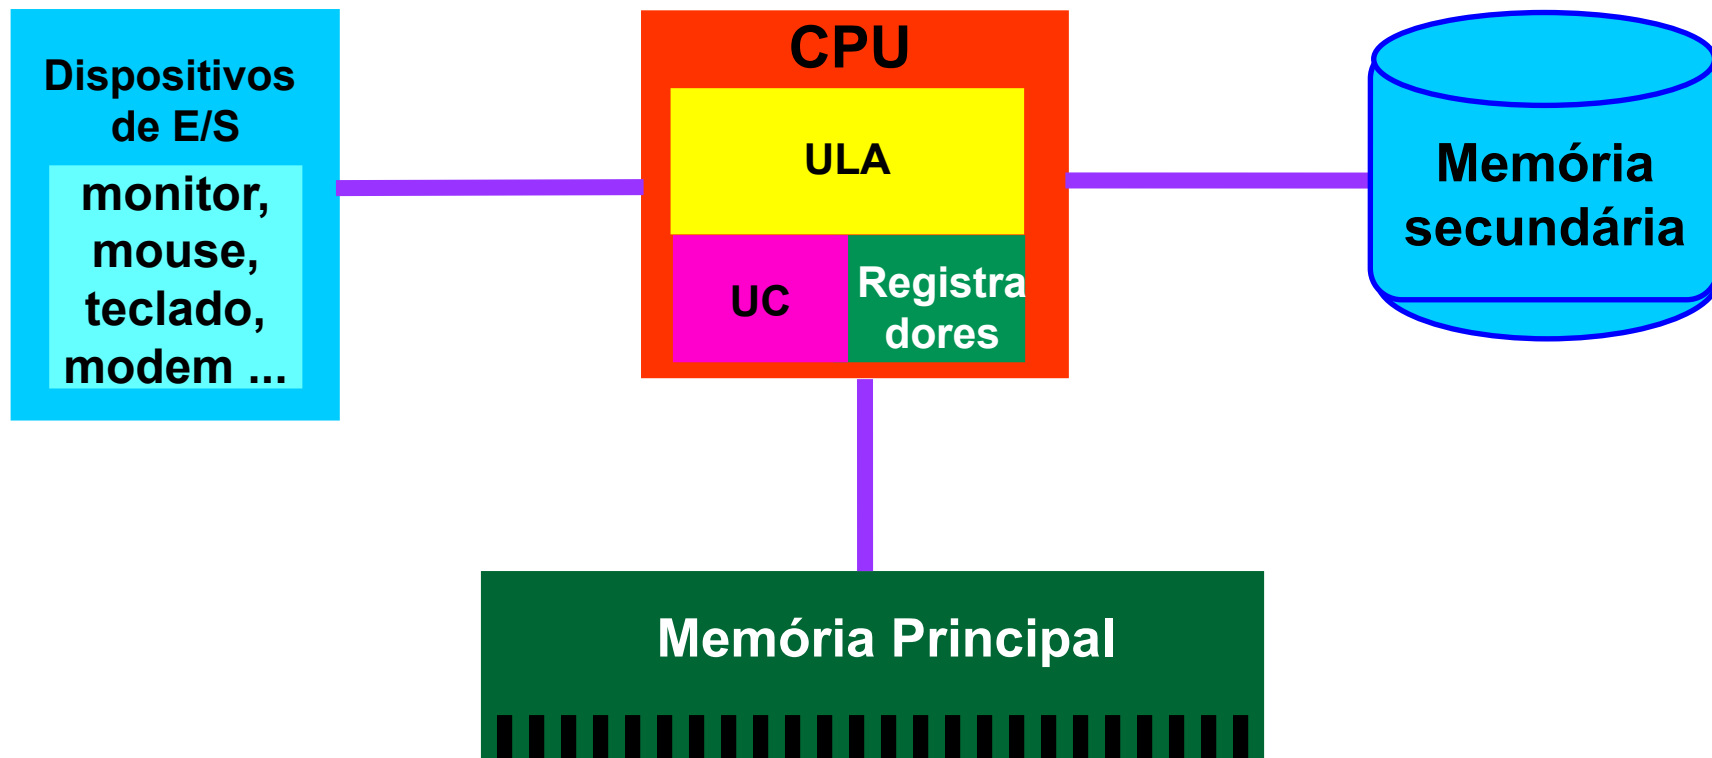 Dispositivos
de E/S
monitor,
mouse,
teclado,
modem ...
CPU
ULA
UC
Registra
dores
Memória
secundária
Memória Principal